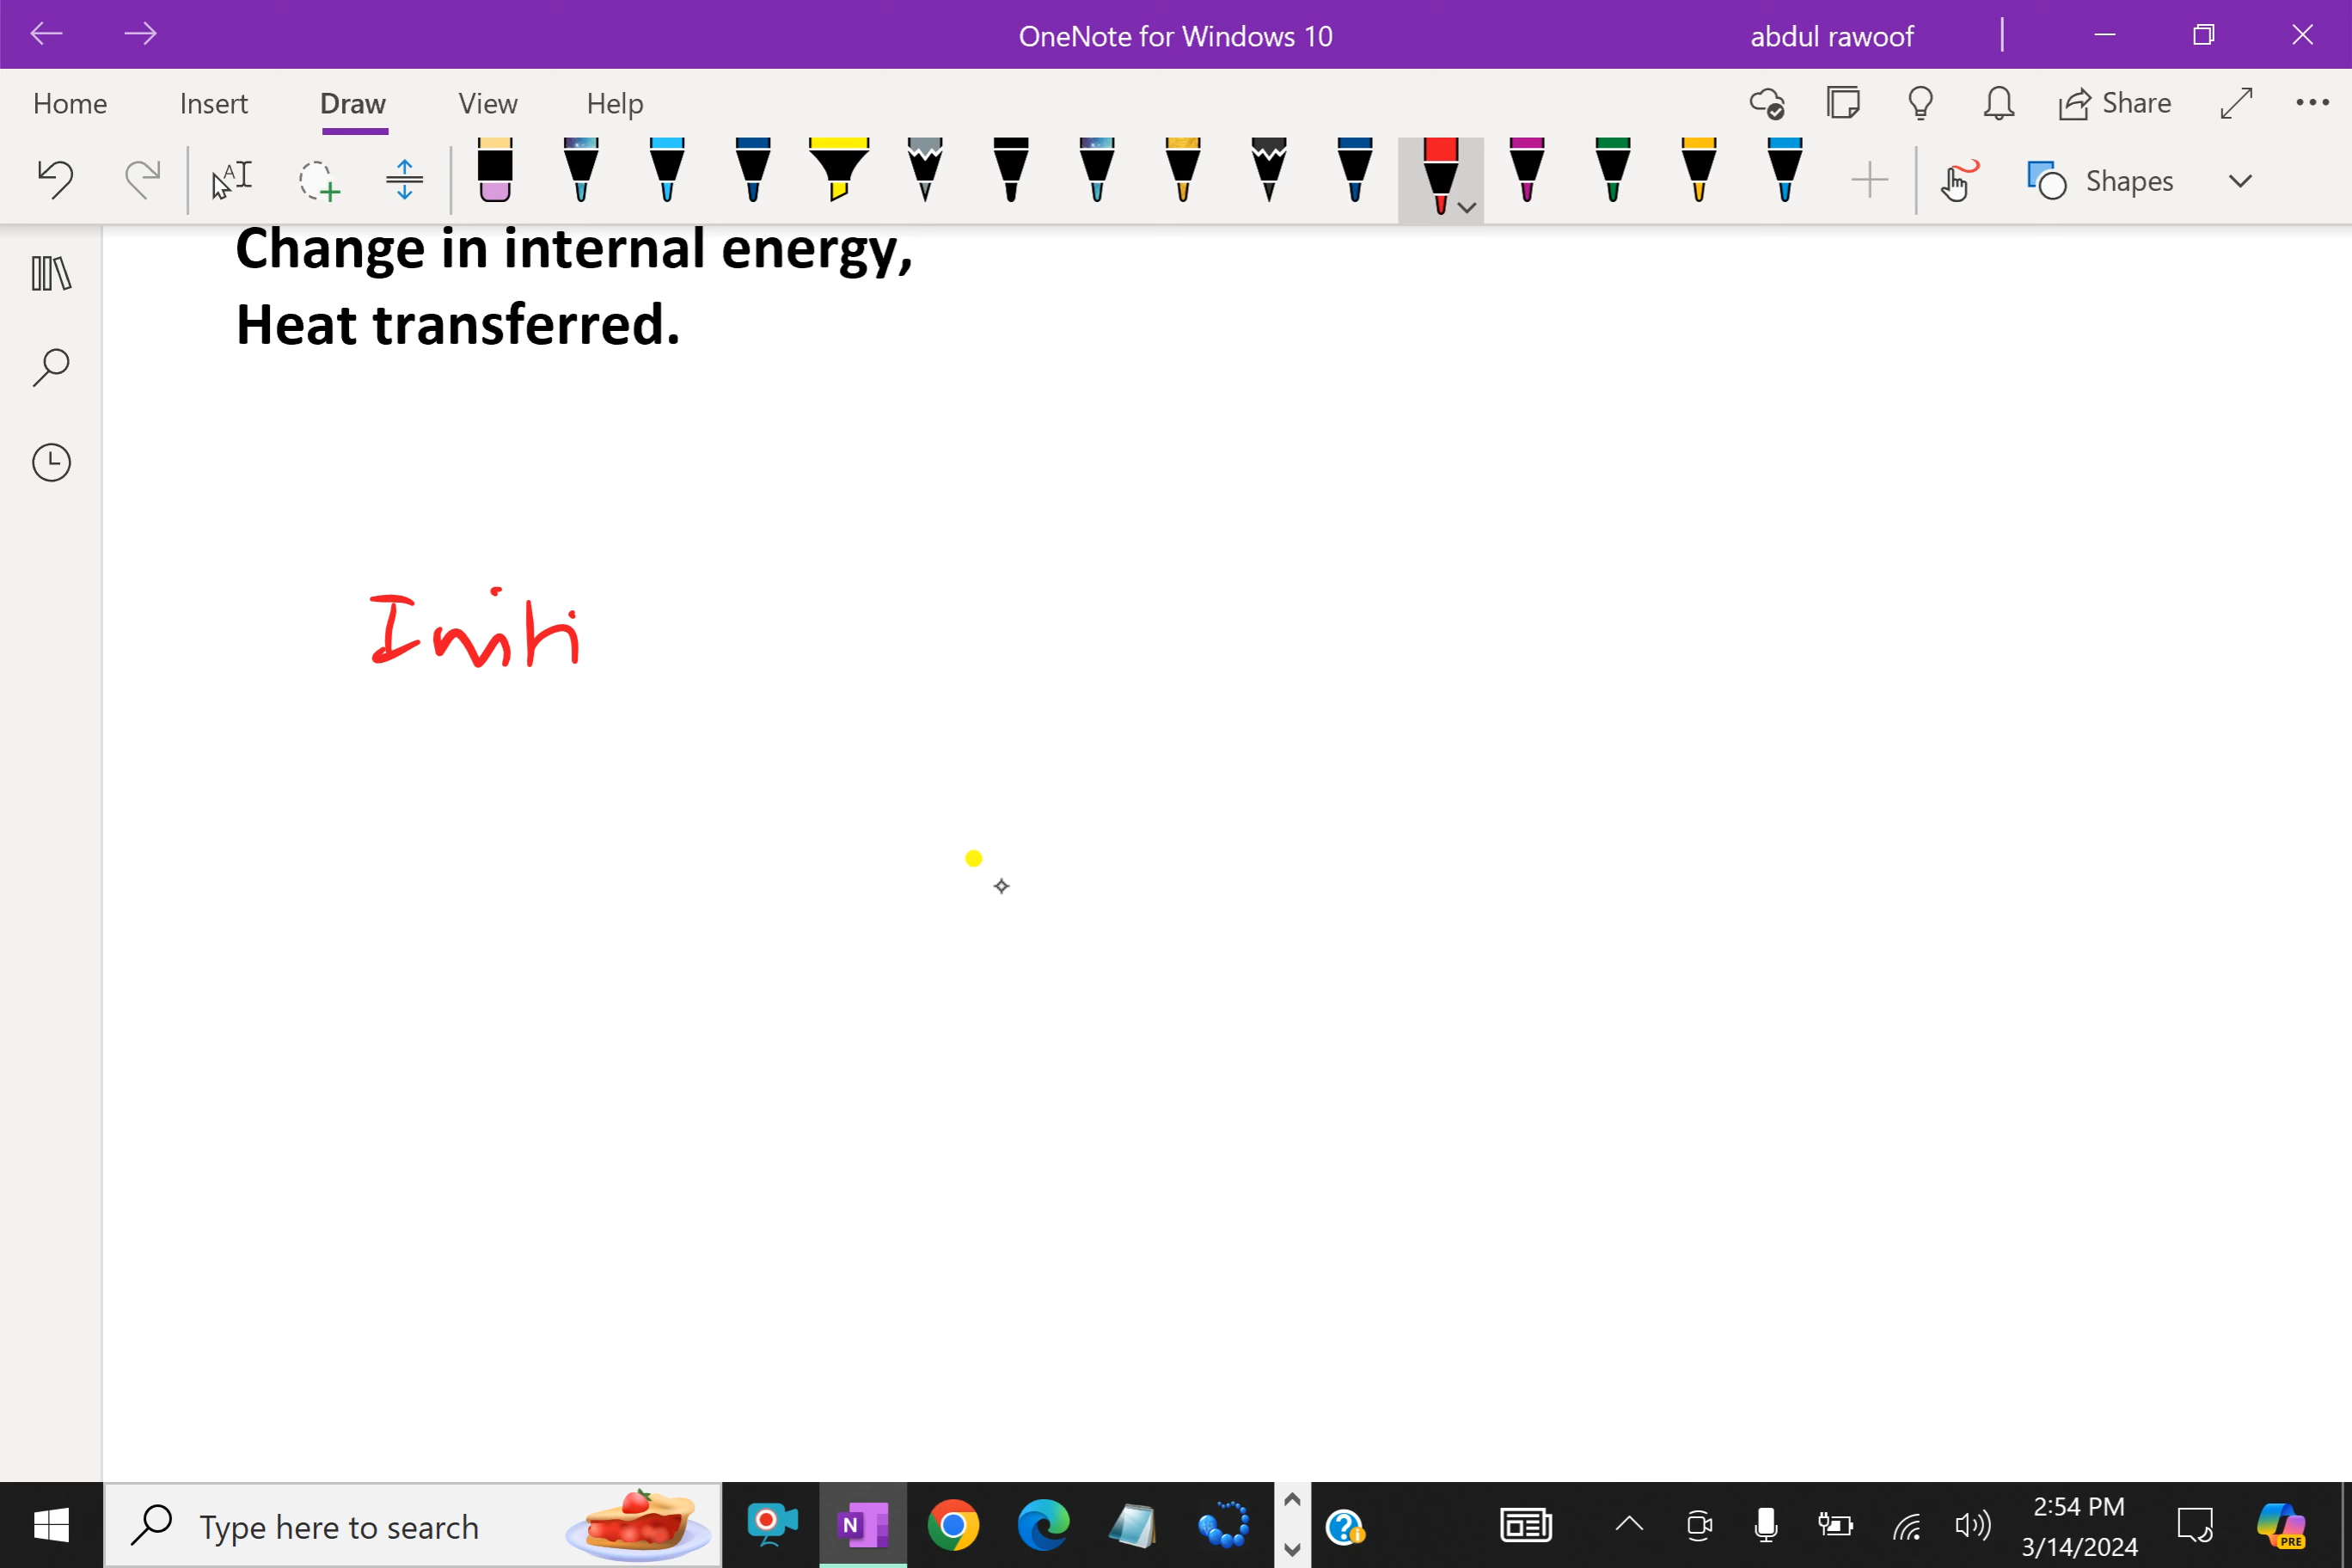 OneNote for Windows 10
abdul rawoof
Home Insert Draw View Help
Share
Shapes
Change in internal energy,
Heat transferred.
Initi
Type here to search
N
PRE
2:54 PM
3/14/2024